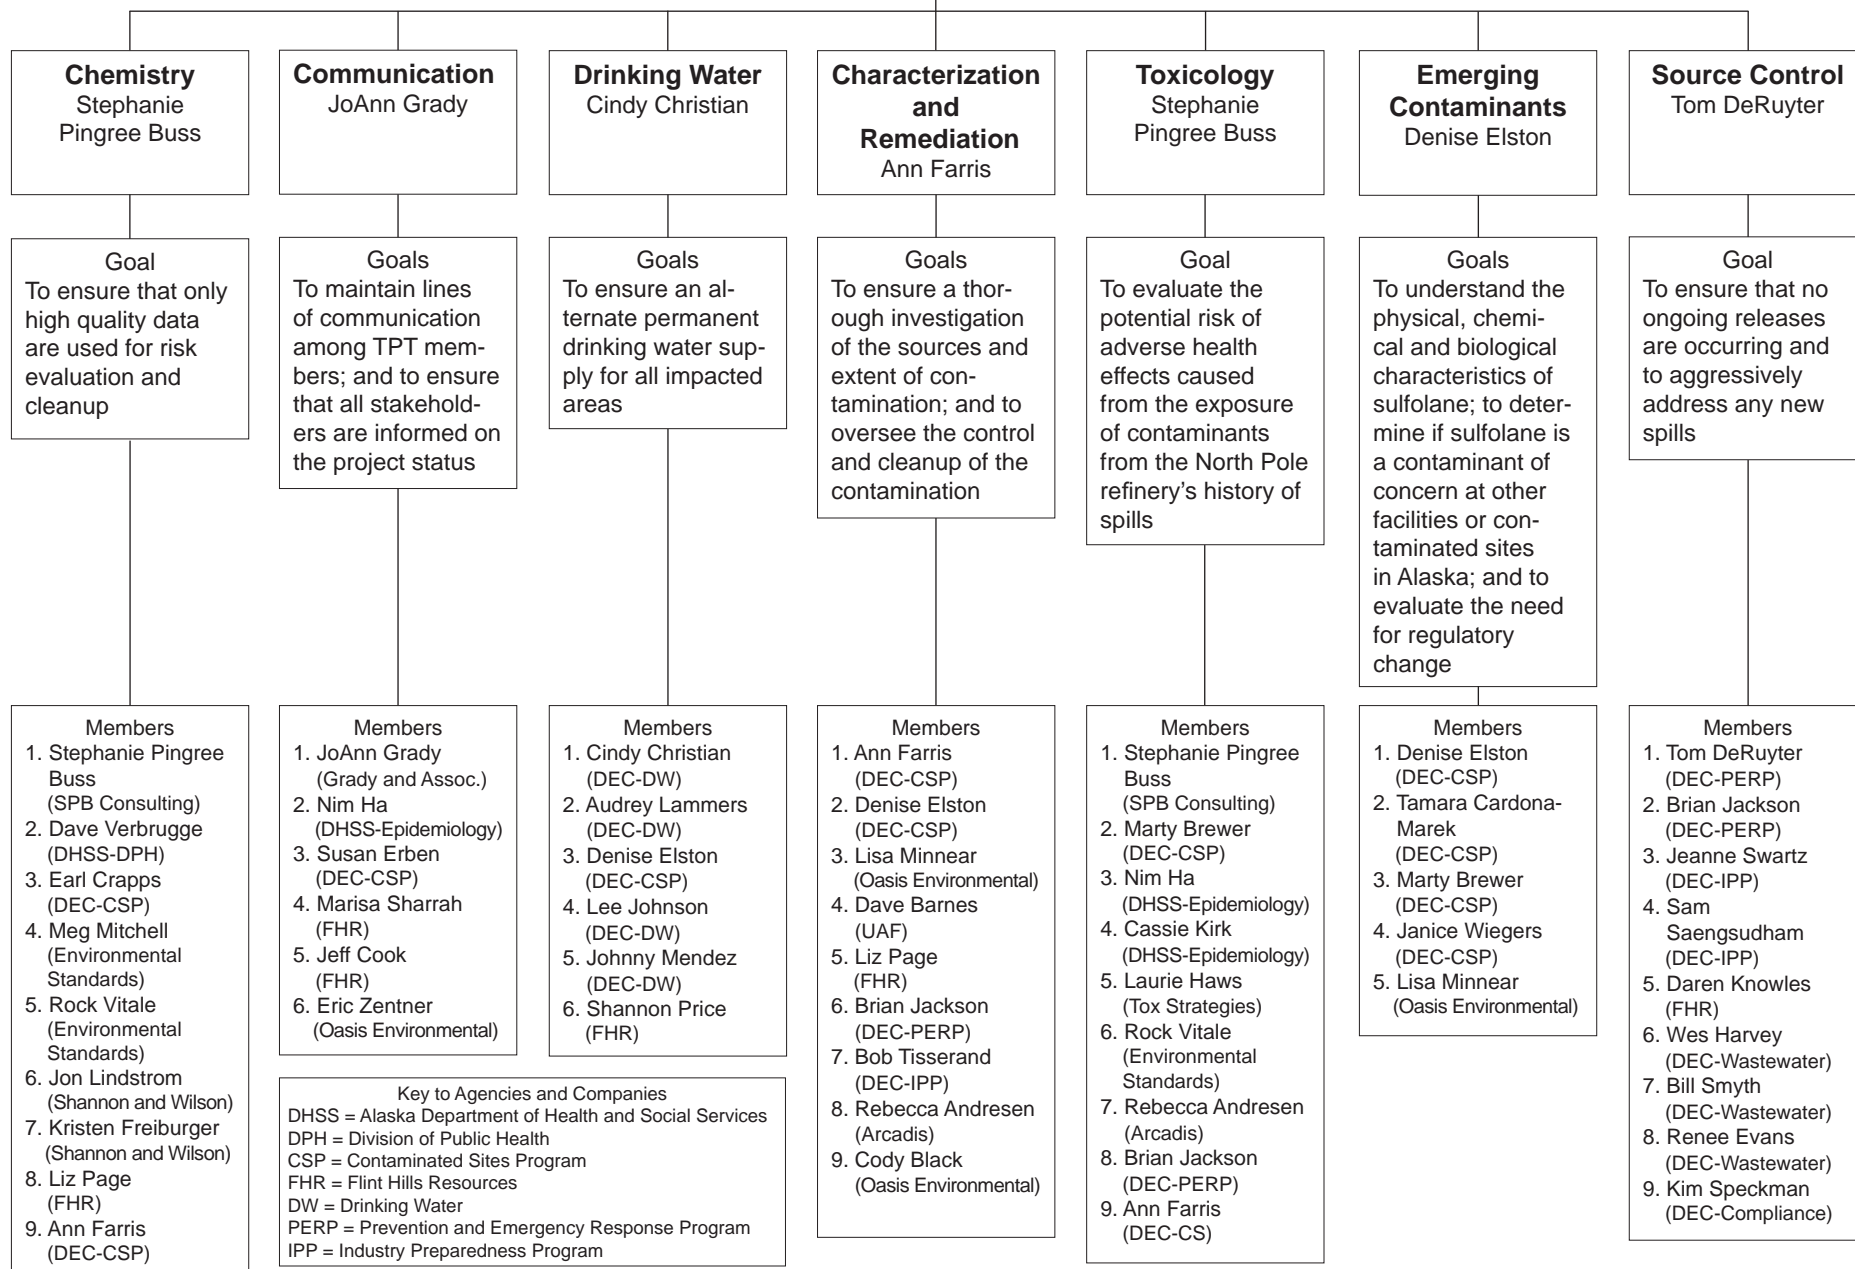 Chemistry
Stephanie
Pingree Buss
Communication
JoAnn Grady
Drinking Water
Cindy Christian
Characterization
and
Remediation
Ann Farris
Toxicology
Stephanie
Pingree Buss
Emerging
Contaminants
Denise Elston
Source Control
Tom DeRuyter
Goal
To ensure that only
high quality data
are used for risk
evaluation and
cleanup
Goals
To maintain lines
of communication
among TPT mem-
bers; and to ensure
that all stakehold-
ers are informed on
the project status
Goals
To ensure an al-
ternate permanent
drinking water sup-
ply for all impacted
areas
Goals
To ensure a thor-
ough investigation
of the sources and
extent of con-
tamination; and to
oversee the control
and cleanup of the
contamination
Goal
To evaluate the
potential risk of
adverse health
effects caused
from the exposure
of contaminants
from the North Pole
refinery's history of
spills
Goals
To understand the
physical, chemi-
cal and biological
characteristics of
sulfolane; to deter-
mine if sulfolane is
a contaminant of
concern at other
facilities or con-
taminated sites
in Alaska; and to
evaluate the need
for regulatory
change
Goal
To ensure that no
ongoing releases
are occurring and
to aggressively
address any new
spills
Members
1. Stephanie Pingree
Buss
(SPB Consulting)
2. Dave Verbrugge
(DHSS-DPH)
3. Earl Crapps
(DEC-CSP)
4. Meg Mitchell
(Environmental
Standards)
5. Rock Vitale
(Environmental
Standards)
6. Jon Lindstrom
(Shannon and Wilson)
7. Kristen Freiburger
(Shannon and Wilson)
8. Liz Page
(FHR)
9. Ann Farris
(DEC-CSP)
Members
1. JoAnn Grady
(Grady and Assoc.)
2. Nim Ha
(DHSS-Epidemiology)
3. Susan Erben
(DEC-CSP)
4. Marisa Sharrah
(FHR)
5. Jeff Cook
(FHR)
6. Eric Zentner
(Oasis Environmental)
Members
1. Cindy Christian
(DEC-DW)
2. Audrey Lammers
(DEC-DW)
3. Denise Elston
(DEC-CSP)
4. Lee Johnson
(DEC-DW)
5. Johnny Mendez
(DEC-DW)
6. Shannon Price
(FHR)
Key to Agencies and Companies
DHSS = Alaska Department of Health and Social Services
DPH = Division of Public Health
CSP = Contaminated Sites Program
FHR = Flint Hills Resources
DW = Drinking Water
PERP = Prevention and Emergency Response Program
IPP = Industry Preparedness Program
Members
1. Ann Farris
(DEC-CSP)
2. Denise Elston
(DEC-CSP)
3. Lisa Minnear
(Oasis Environmental)
4. Dave Barnes
(UAF)
5. Liz Page
(FHR)
6. Brian Jackson
(DEC-PERP)
7. Bob Tisserand
(DEC-IPP)
8. Rebecca Andresen
(Arcadis)
9. Cody Black
(Oasis Environmental)
Members
1. Stephanie Pingree
Buss
(SPB Consulting)
2. Marty Brewer
(DEC-CSP)
3. Nim Ha
(DHSS-Epidemiology)
4. Cassie Kirk
(DHSS-Epidemiology)
5. Laurie Haws
(Tox Strategies)
6. Rock Vitale
(Environmental
Standards)
7. Rebecca Andresen
(Arcadis)
8. Brian Jackson
(DEC-PERP)
9. Ann Farris
(DEC-CS)
Members
1. Denise Elston
(DEC-CSP)
2. Tamara Cardona-
Marek
(DEC-CSP)
3. Marty Brewer
(DEC-CSP)
4. Janice Wiegers
(DEC-CSP)
5. Lisa Minnear
(Oasis Environmental)
Members
1. Tom DeRuyter
(DEC-PERP)
2. Brian Jackson
(DEC-PERP)
3. Jeanne Swartz
(DEC-IPP)
4. Sam
Saengsudham
(DEC-IPP)
5. Daren Knowles
(FHR)
6. Wes Harvey
(DEC-Wastewater)
7. Bill Smyth
(DEC-Wastewater)
8. Renee Evans
(DEC-Wastewater)
9. Kim Speckman
(DEC-Compliance)